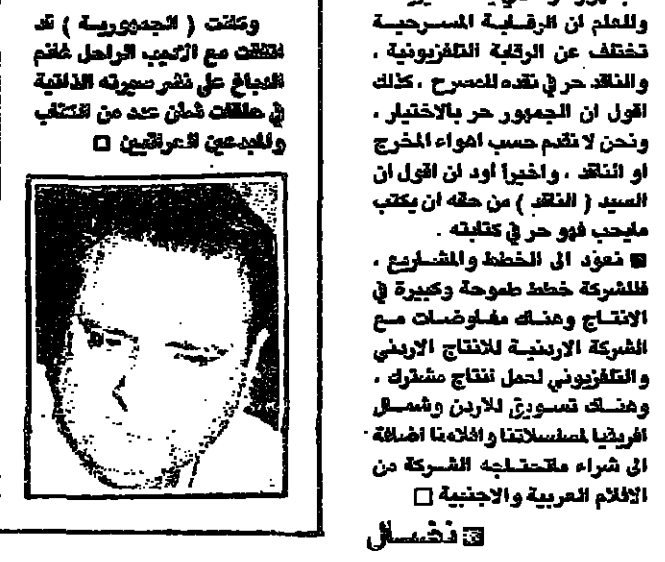 وللعلم ان الرقابة المسرحية
تختلف عن الرقابة التلفزيونية .
والناقد حر في نقده للمسرح . كذلك
اقول ان الجمهور حر بالاختيار .
ونحن لا نقدم حسب اهواء المخرج
او الناقد . واخيراً اود ان اقول ان
السيد ( الناقد ) من حقه ان يكتب
مايحب فهو حر في كتابته .
نعود الى الخطط والمشاريع .
فللشركة خطط طموحة وكبيرة في
الانتاج وهناك مفاوضات مع
الشركة الاردنية للانتاج الاردني
والتلفزيوني لعمل انتاج مشترك .
وهناك تسويق للاردن وشمال
افريقيا لمسلسلاتنا وافلامنا اضافة
الى شراء ماتحتاجه الشركة من
الافلام العربية والاجنبية
وكانت ( الجمهورية ) قد
اتفقت مع الاديب الراحل غانم
الدباغ على نشر سيرته الذاتية
في حلقات شأن عدد من الكتاب
والمبدعين العراقيين